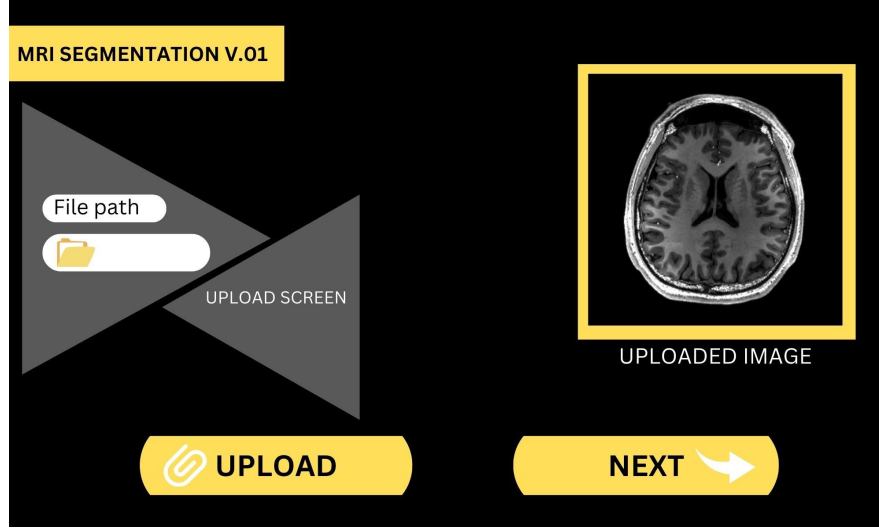 MRI SEGMENTATION V.01
File path
UPLOAD SCREEN
UPLOADED IMAGE
UPLOAD
NEXT